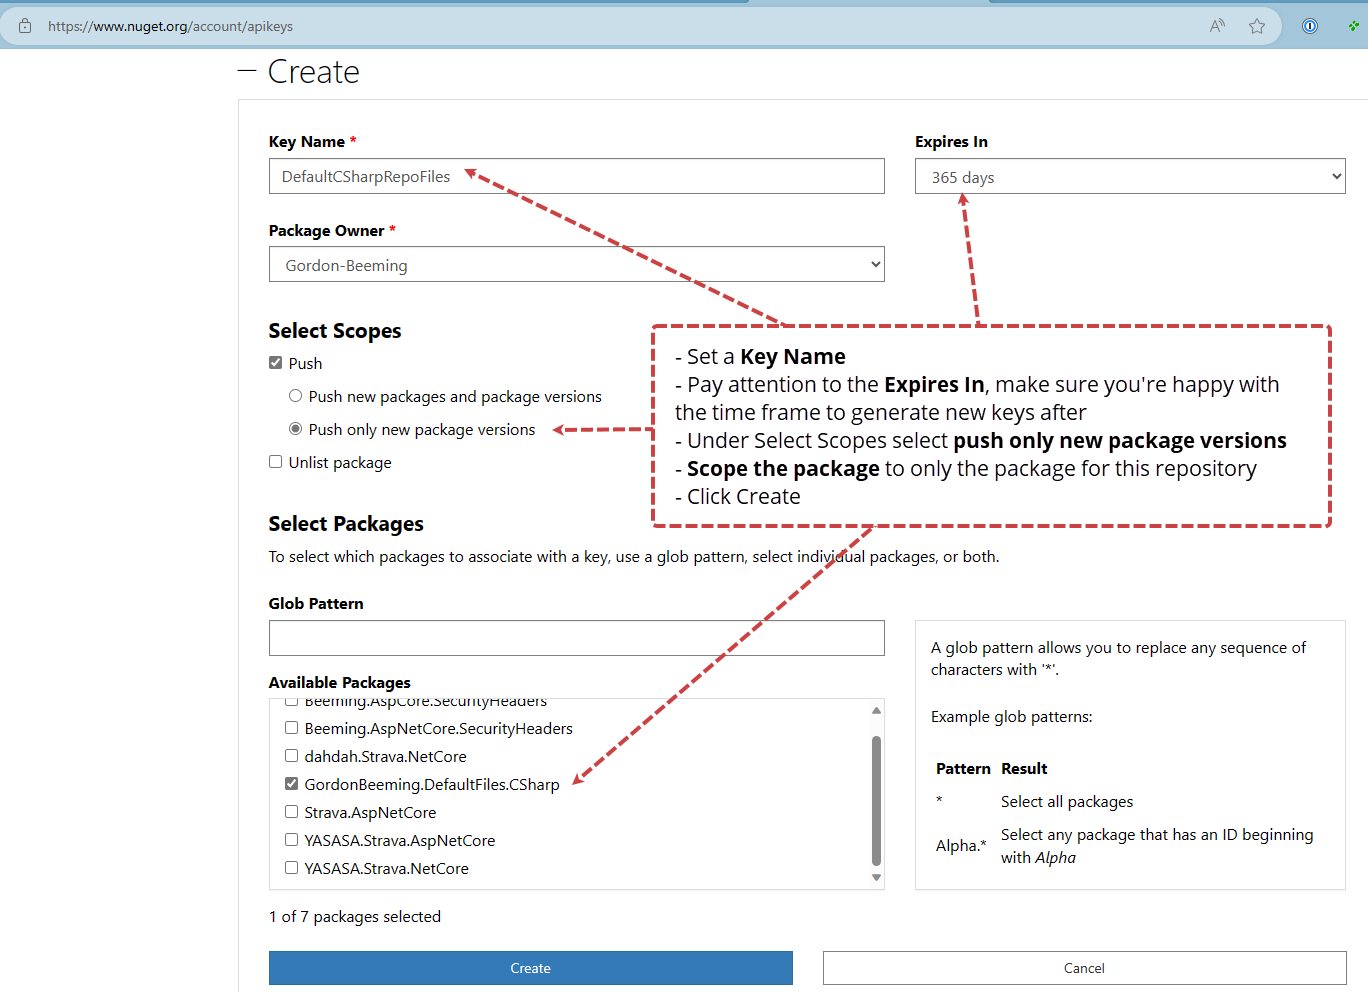 https://www.nuget.org/account/apikeys
Create
Key Name *
Expires In
DefaultCSharpRepoFiles
365 days
Package Owner *
Gordon-Beeming
Select Scopes
Push
Push new packages and package versions
Push only new package versions
Unlist package
- Set a Key Name
- Pay attention to the Expires In, make sure you're happy with
the time frame to generate new keys after
- Under Select Scopes select push only new package versions
- Scope the package to only the package for this repository
- Click Create
Select Packages
To select which packages to associate with a key, use a glob pattern, select individual packages, or both.
Glob Pattern
Available Packages
Beeming.AspCore.SecurityHeaders
Beeming.AspNetCore.SecurityHeaders
dahdah.Strava.NetCore
GordonBeeming.DefaultFiles.CSharp
Strava.AspNetCore
YASASA.Strava.AspNetCore
YASASA.Strava.NetCore
1 of 7 packages selected
A glob pattern allows you to replace any sequence of
characters with '*'.
Example glob patterns:
Pattern Result
* Select all packages
Alpha.* Select any package that has an ID beginning
with Alpha
Create
Cancel